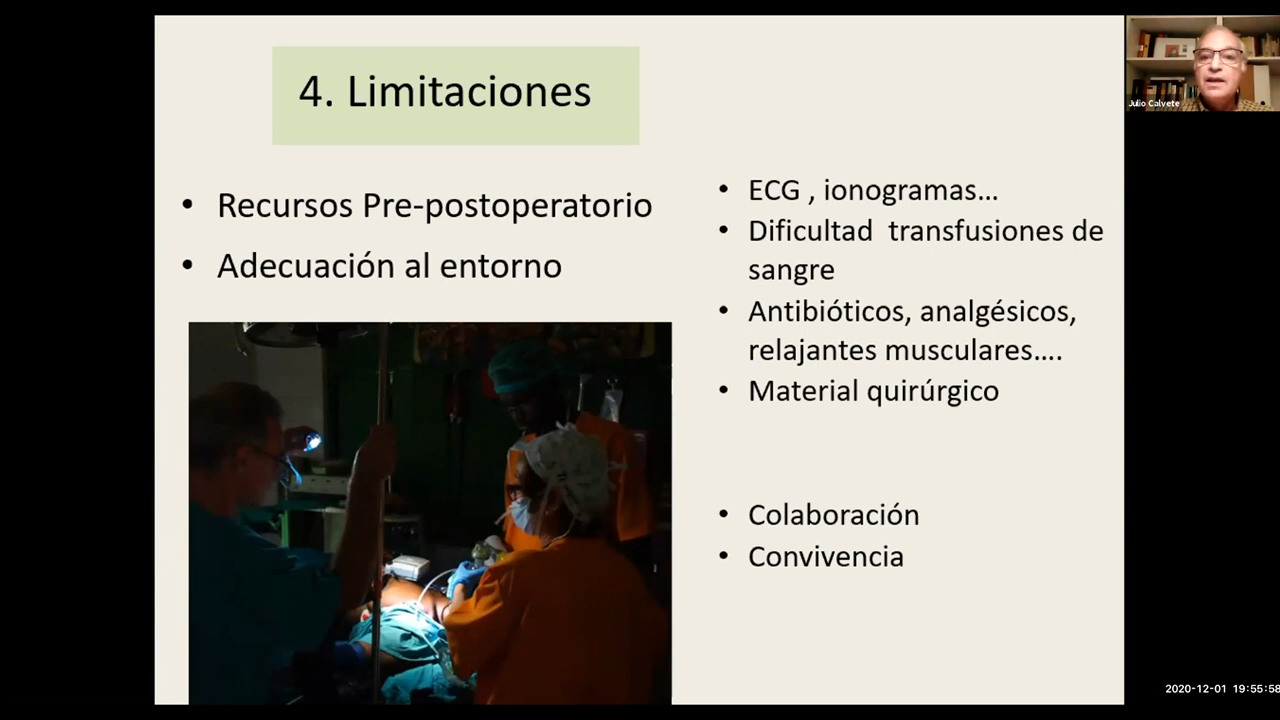 4. Limitaciones
• Recursos Pre-postoperatorio
• Adecuación al entorno
• ECG , ionogramas...
• Dificultad  transfusiones de
sangre
• Antibióticos, analgésicos,
relajantes musculares....
• Material quirúrgico
• Colaboración
• Convivencia
Julio Calvete
2020-12-01 19:55:58